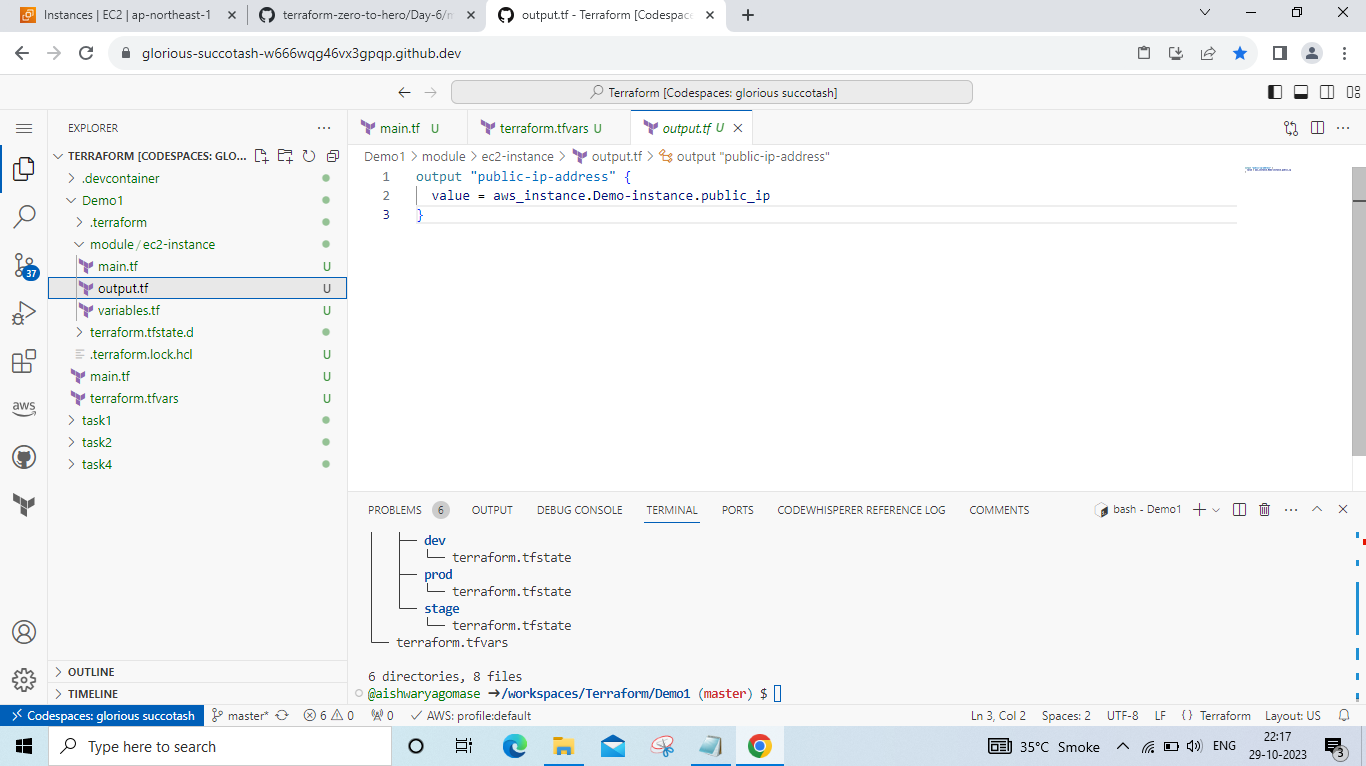 Instances | EC2 | ap-northeast-1
terraform-zero-to-hero/Day-6/m
output.tf - Terraform [Codespace
glorious-succotash-w666wqg46vx3gpqp.github.dev
Terraform [Codespaces: glorious succotash]
EXPLORER
TERRAFORM [CODESPACES: GLO...
.devcontainer
Demo1
.terraform
module / ec2-instance
main.tf U
output.tf U
variables.tf U
terraform.tfstate.d
.terraform.lock.hcl U
main.tf U
terraform.tfvars U
task1
task2
task4
OUTLINE
TIMELINE
37
aws
main.tf U
terraform.tfvars U
output.tf U
Demo1 > module > ec2-instance > output.tf > output "public-ip-address"
1 output "public-ip-address" {
2 value = aws_instance.Demo-instance.public_ip
3 }
PROBLEMS 6 OUTPUT DEBUG CONSOLE TERMINAL PORTS CODEWHISPERER REFERENCE LOG COMMENTS
bash - Demo1
dev
terraform.tfstate
prod
terraform.tfstate
stage
terraform.tfstate
terraform.tfvars
6 directories, 8 files
@aishwaryagomase ➜/workspaces/Terraform/Demo1 (master) $
Codespaces: glorious succotash
master*
6 0
0
AWS: profile:default
Ln 3, Col 2
Spaces: 2
UTF-8
LF
{ } Terraform
Layout: US
Type here to search
35°C Smoke
ENG
22:17
29-10-2023
3